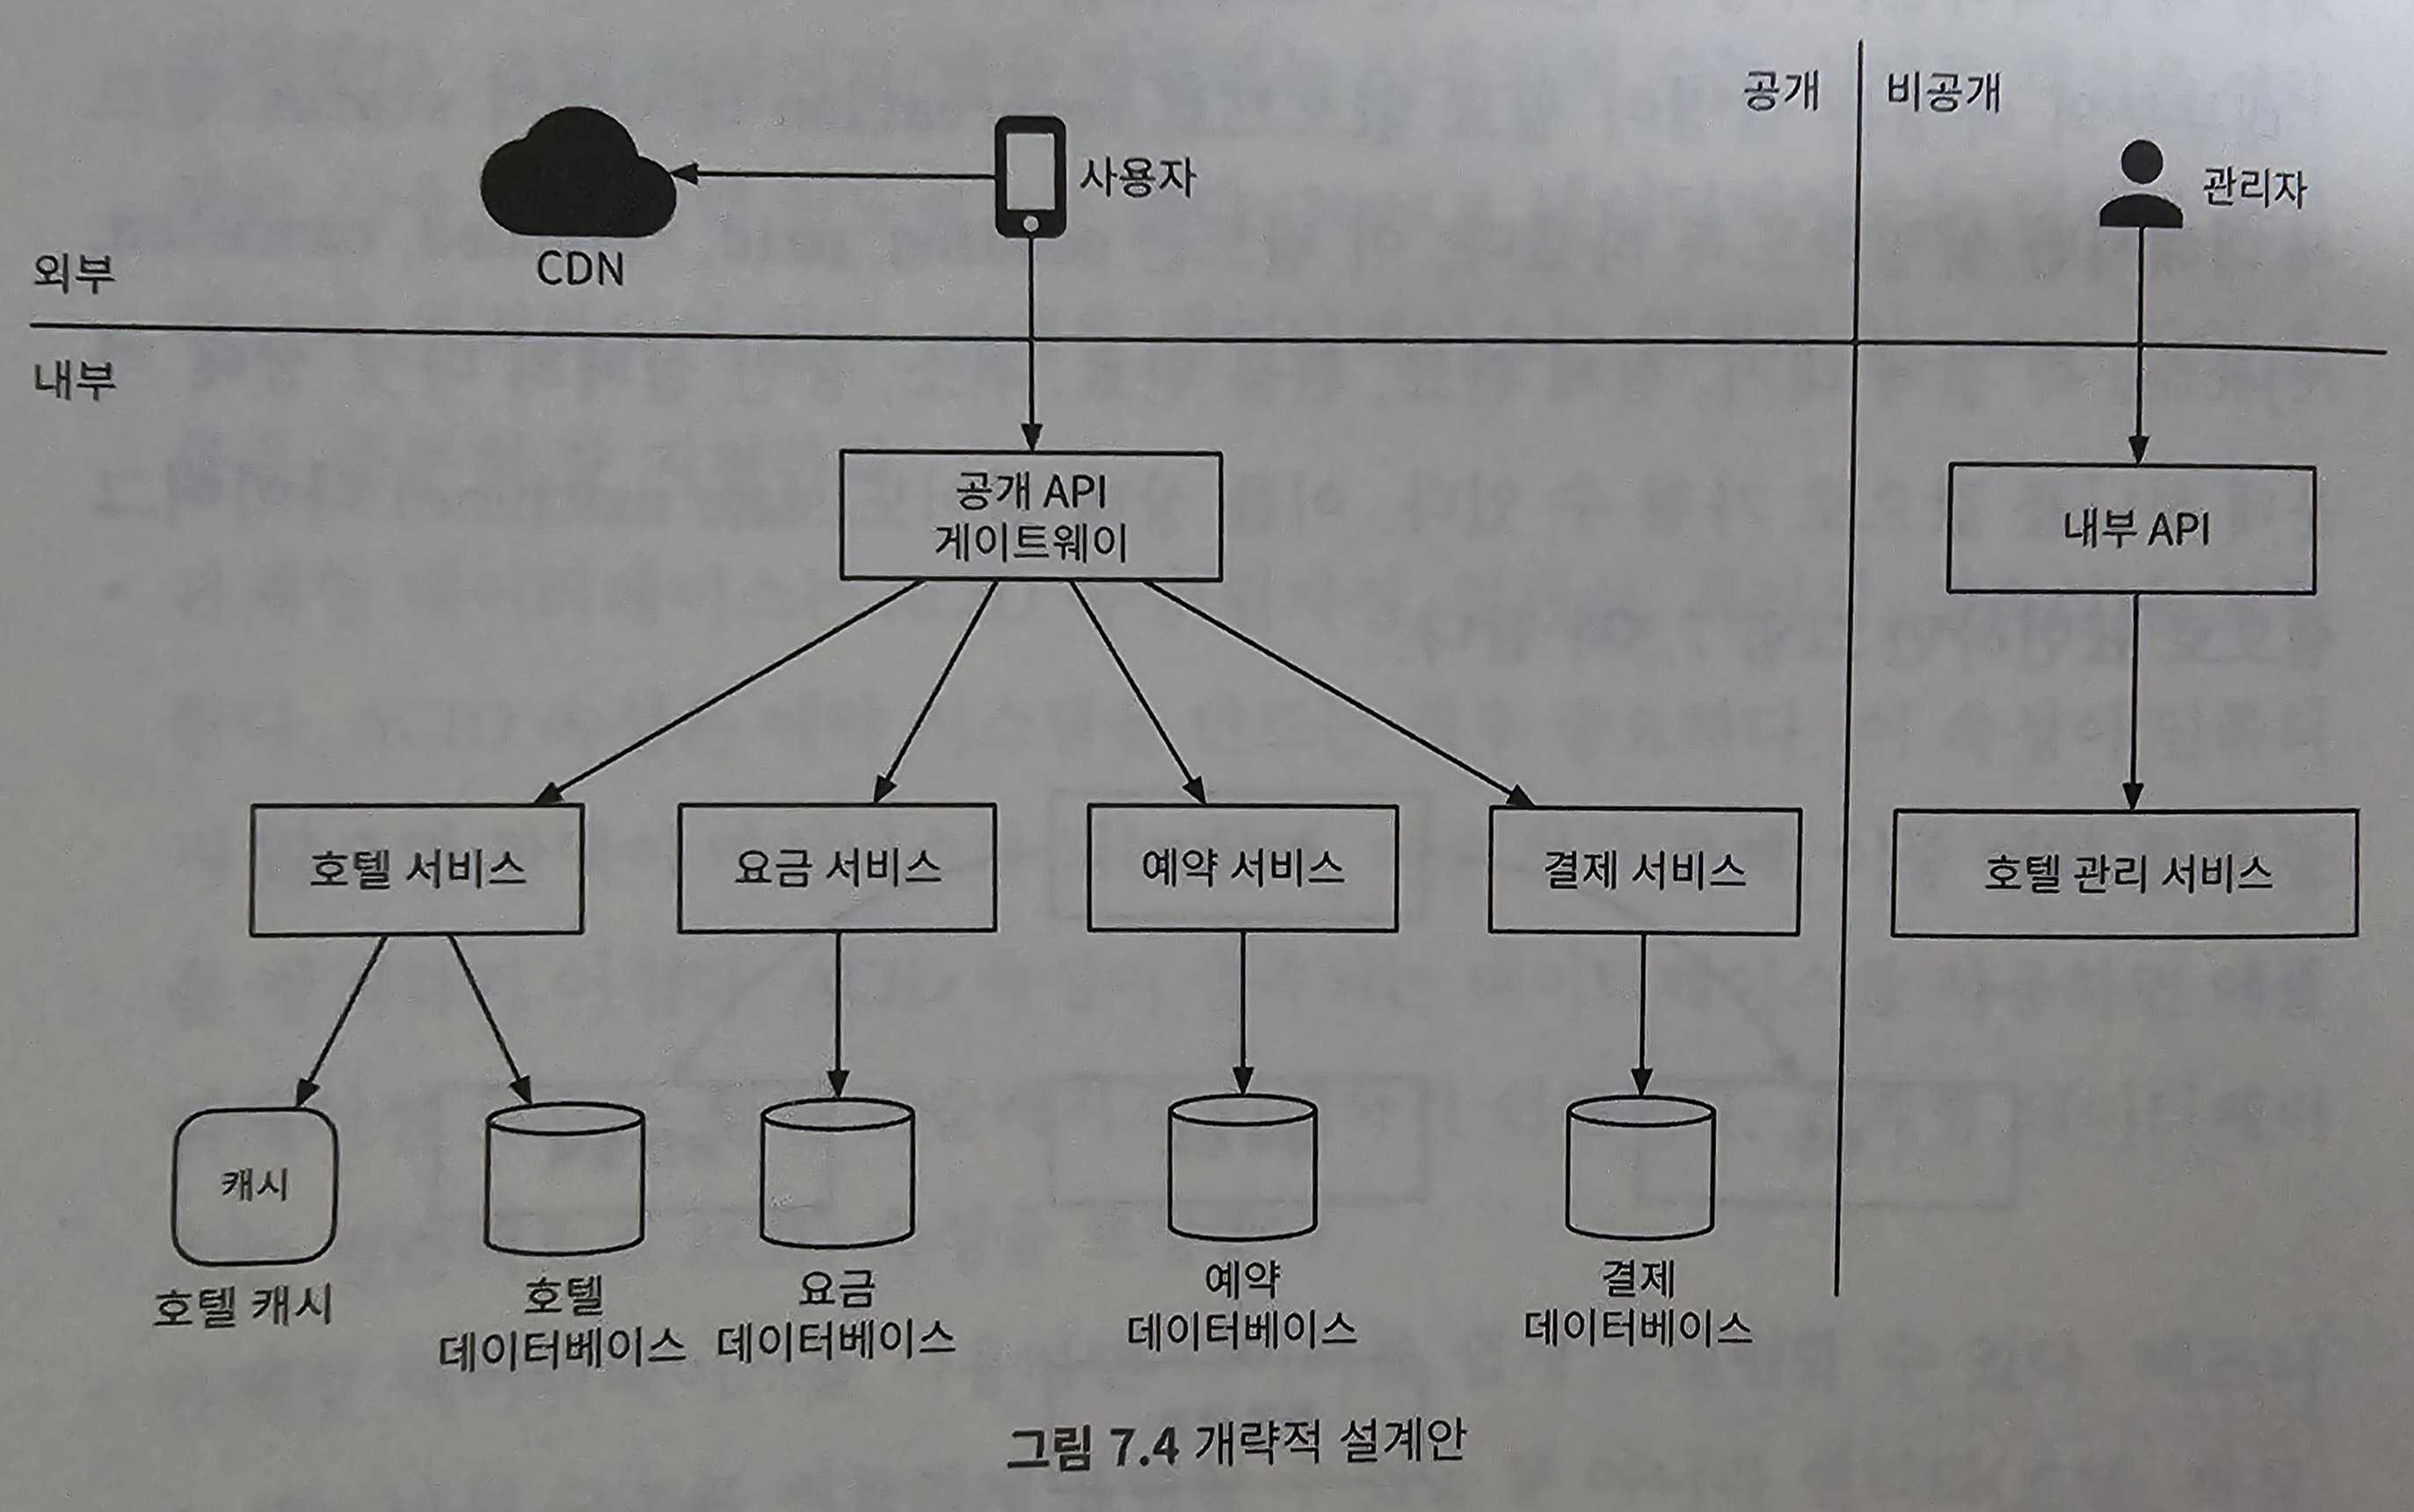 공개
비공개
사용자
관리자
CDN
외부
내부
공개 API
게이트웨이
내부 API
호텔 서비스
요금 서비스
예약 서비스
결제 서비스
호텔 관리 서비스
캐시
호텔 캐시
호텔
데이터베이스
요금
데이터베이스
예약
데이터베이스
결제
데이터베이스
그림 7.4 개략적 설계안